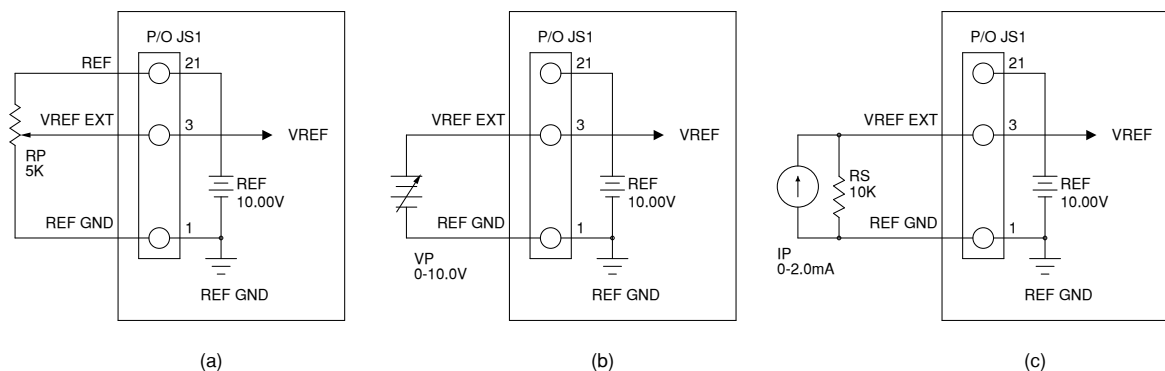 P/O JS1
REF
21
VREF EXT
3
VREF
RP
5K
REF
10.00V
REF GND
1
REF GND
(a)
P/O JS1
21
VREF EXT
3
VREF
REF
10.00V
REF GND
1
VP
0-10.0V
REF GND
(b)
P/O JS1
21
VREF EXT
3
VREF
RS
10K
REF
10.00V
REF GND
1
IP
0-2.0mA
REF GND
(c)